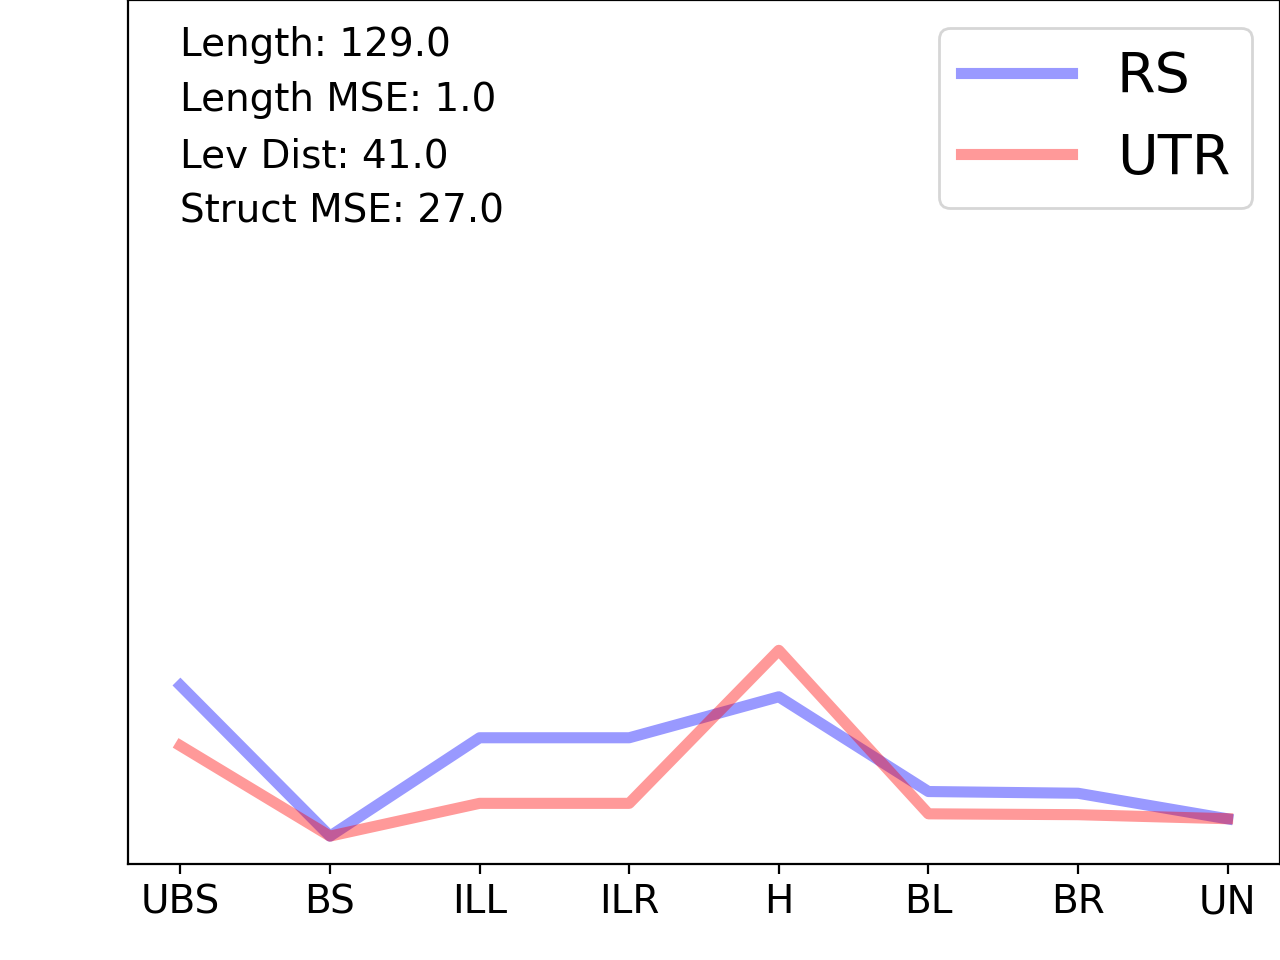 Length: 129.0
Length MSE: 1.0
Lev Dist: 41.0
Struct MSE: 27.0
RS
UTR
UBS BS ILL ILR H BL BR UN